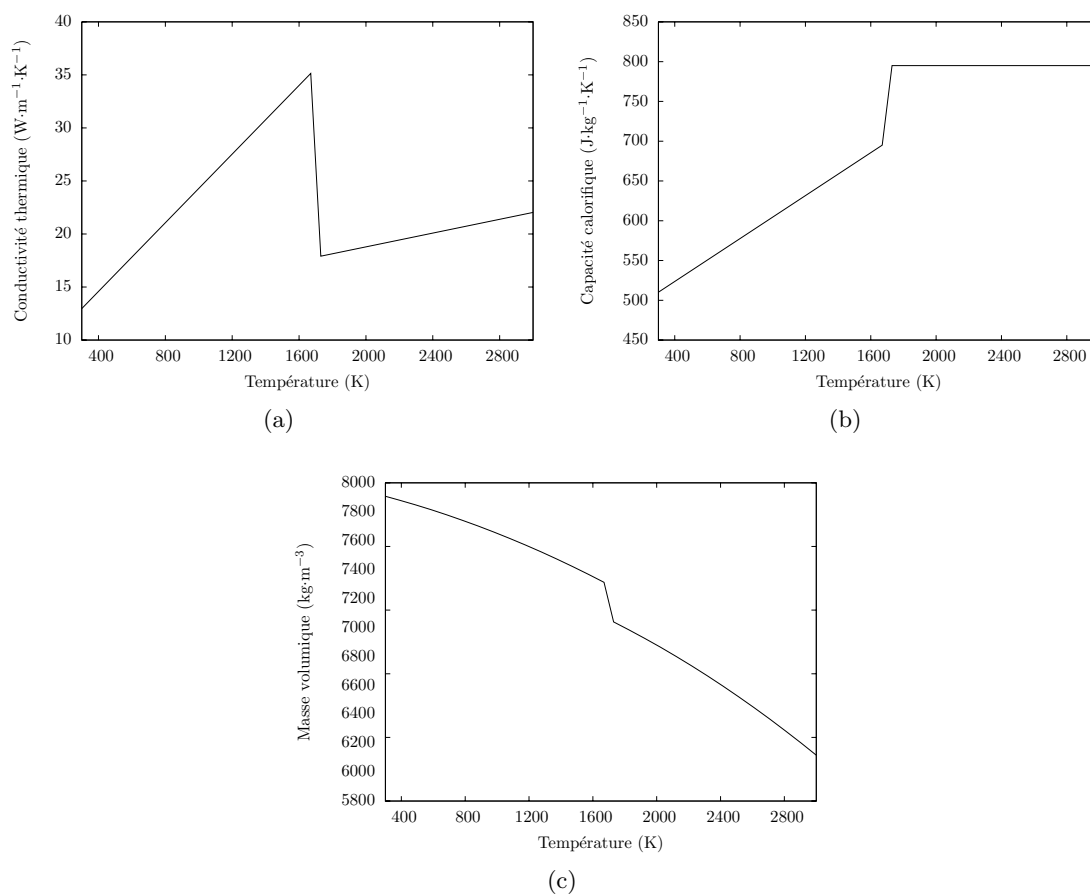 40
35
30
25
20
15
10
400 800 1200 1600 2000 2400 2800
Température (K)
Conductivité thermique (W·m⁻¹·K⁻¹)
(a)
850
800
750
700
650
600
550
500
450
400 800 1200 1600 2000 2400 2800
Température (K)
Capacité calorifique (J·kg⁻¹·K⁻¹)
(b)
8000
7800
7600
7400
7200
7000
6800
6600
6400
6200
6000
5800
400 800 1200 1600 2000 2400 2800
Température (K)
Masse volumique (kg·m⁻³)
(c)